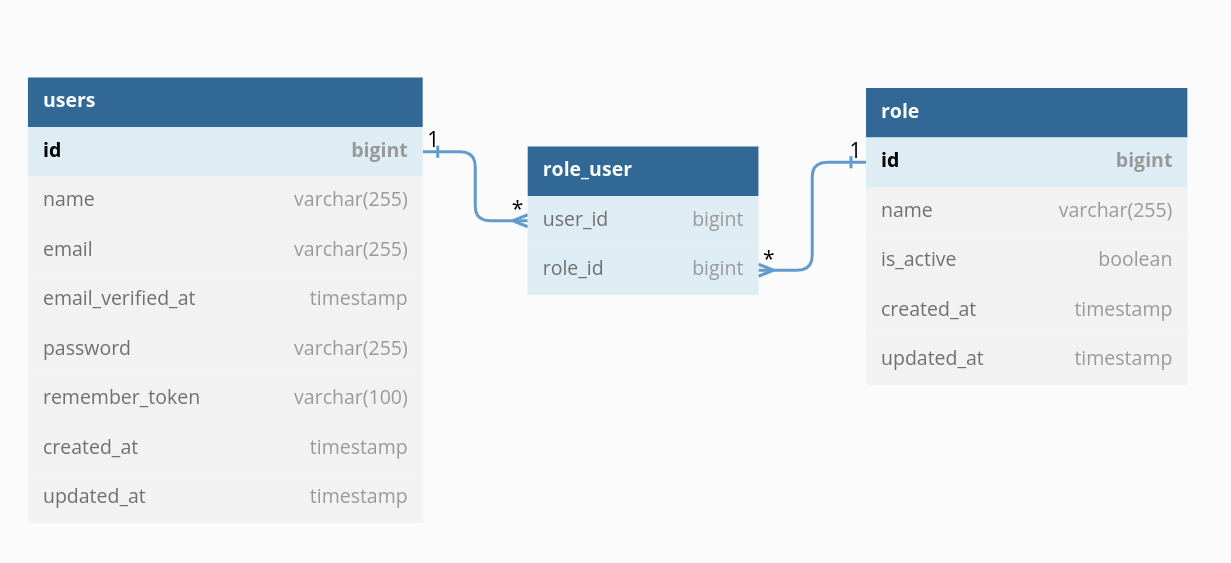 users
id bigint
name varchar(255)
email varchar(255)
email_verified_at timestamp
password varchar(255)
remember_token varchar(100)
created_at timestamp
updated_at timestamp
1
*
role_user
user_id bigint
role_id bigint
*
1
role
id bigint
name varchar(255)
is_active boolean
created_at timestamp
updated_at timestamp